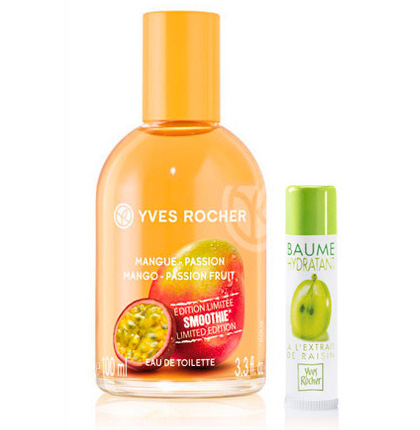 YVES ROCHER
MANGUE - PASSION
MANGO - PASSION FRUIT
ÉDITION LIMITÉE
SMOOTHIE
LIMITED EDITION
e 100 ml 3.3 fl. oz
EAU DE TOILETTE
BAUME
HYDRATANT
À L'EXTRAIT
DE RAISIN
Yves
Rocher